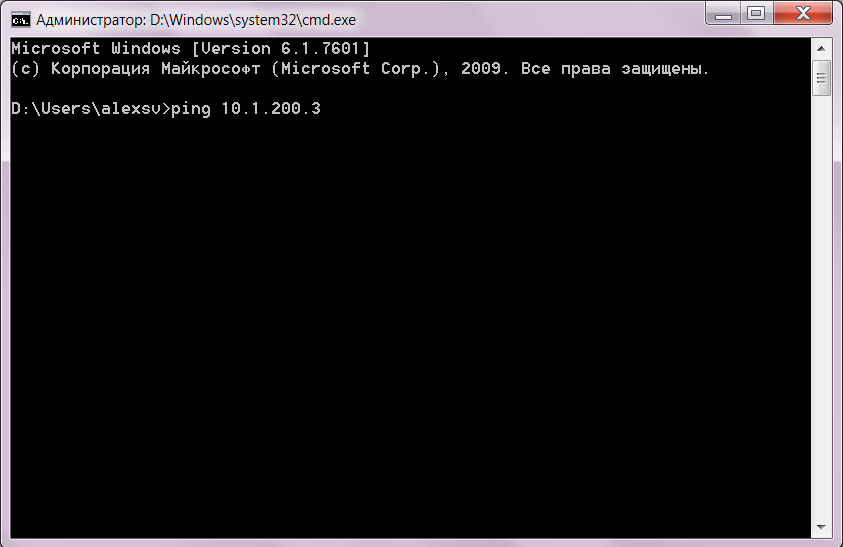 Администратор: D:\Windows\system32\cmd.exe
Microsoft Windows [Version 6.1.7601]
(c) Корпорация Майкрософт (Microsoft Corp.), 2009. Все права защищены.
D:\Users\alexsv>ping 10.1.200.3